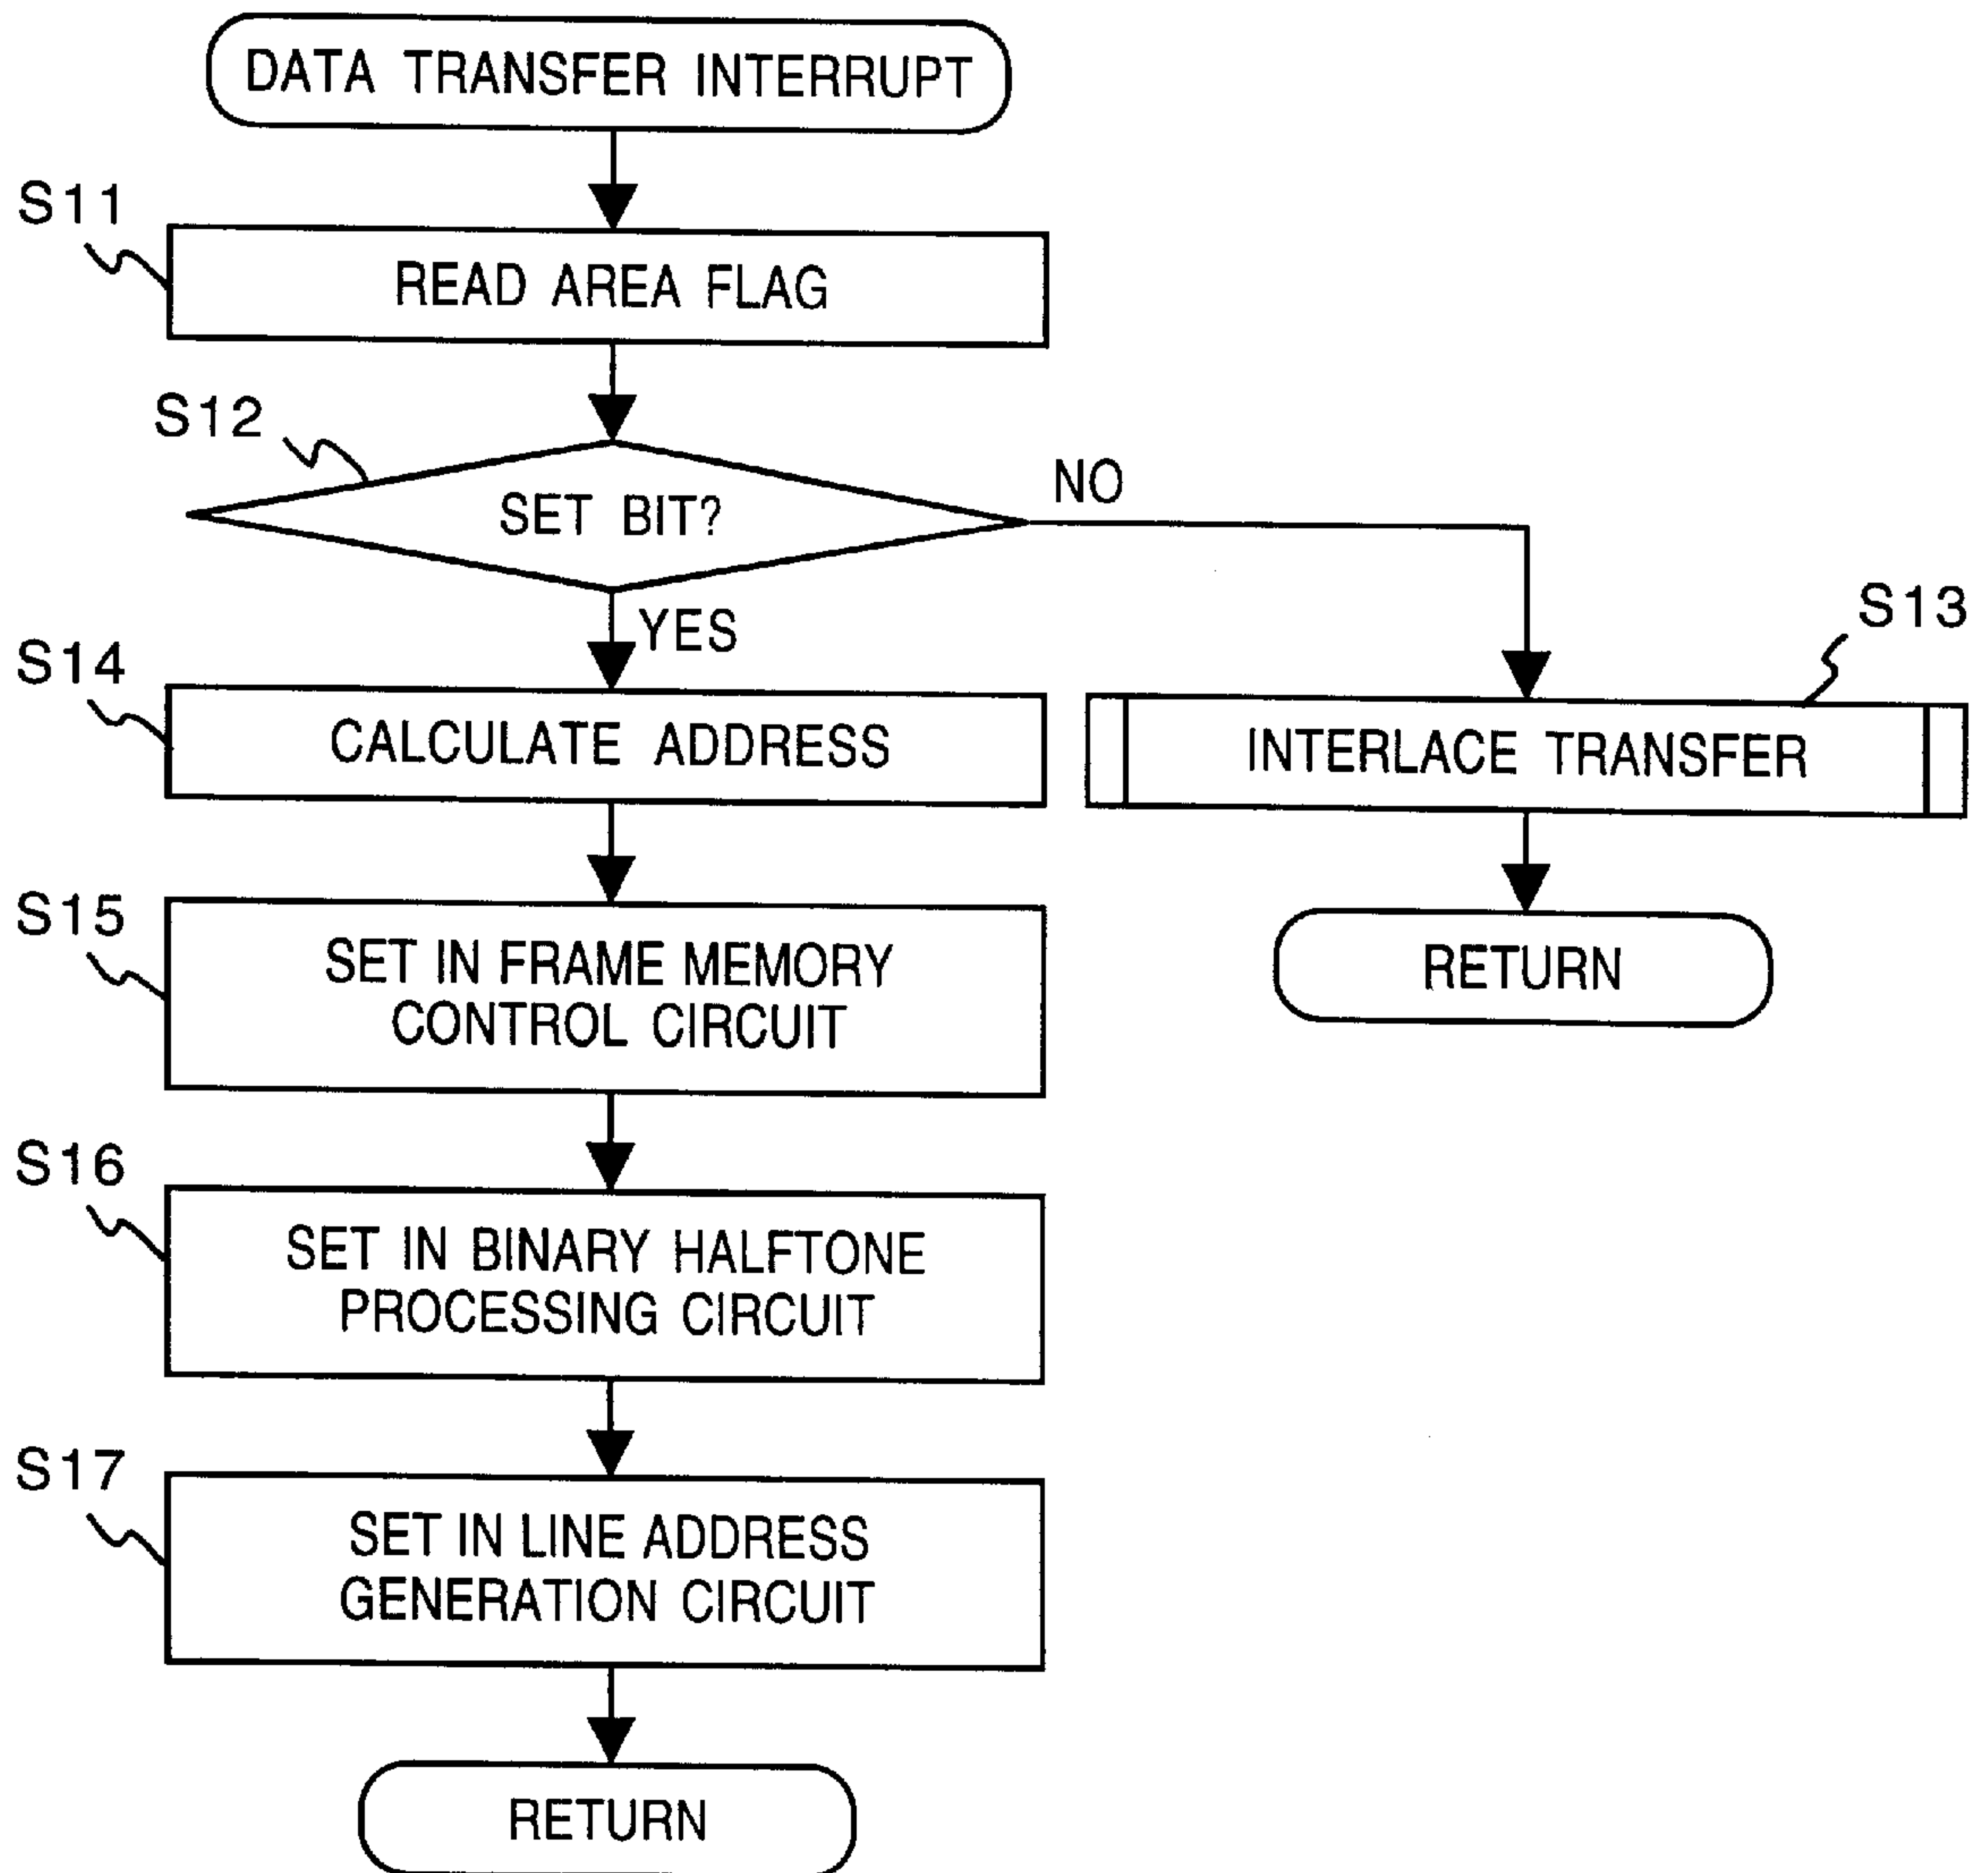 DATA TRANSFER INTERRUPT
S11
READ AREA FLAG
S12
SET BIT?
NO
YES
S13
S14
CALCULATE ADDRESS
INTERLACE TRANSFER
S15
SET IN FRAME MEMORY
CONTROL CIRCUIT
RETURN
S16
SET IN BINARY HALFTONE
PROCESSING CIRCUIT
S17
SET IN LINE ADDRESS
GENERATION CIRCUIT
RETURN